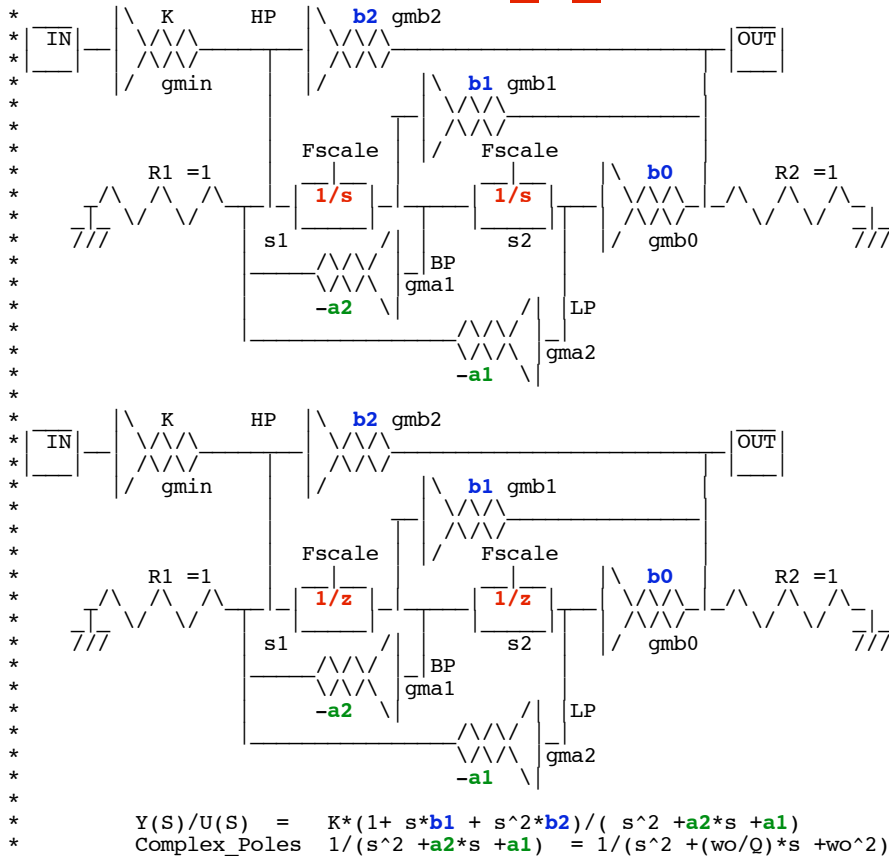 K HP b2 gmb2
IN OUT
gmin b1 gmb1
Fscale Fscale
R1 =1 b0 R2 =1
1/s 1/s
/// s1 s2 gmb0 ///
BP
gma1
-a2 LP
gma2
-a1
K HP b2 gmb2
IN OUT
gmin b1 gmb1
Fscale Fscale
R1 =1 b0 R2 =1
1/z 1/z
/// s1 s2 gmb0 ///
BP
gma1
-a2 LP
gma2
-a1
* Y(S)/U(S) = K*(1+ s*b1 + s^2*b2)/( s^2 +a2*s +a1)
* Complex_Poles 1/(s^2 +a2*s +a1) = 1/(s^2 +(wo/Q)*s +wo^2)